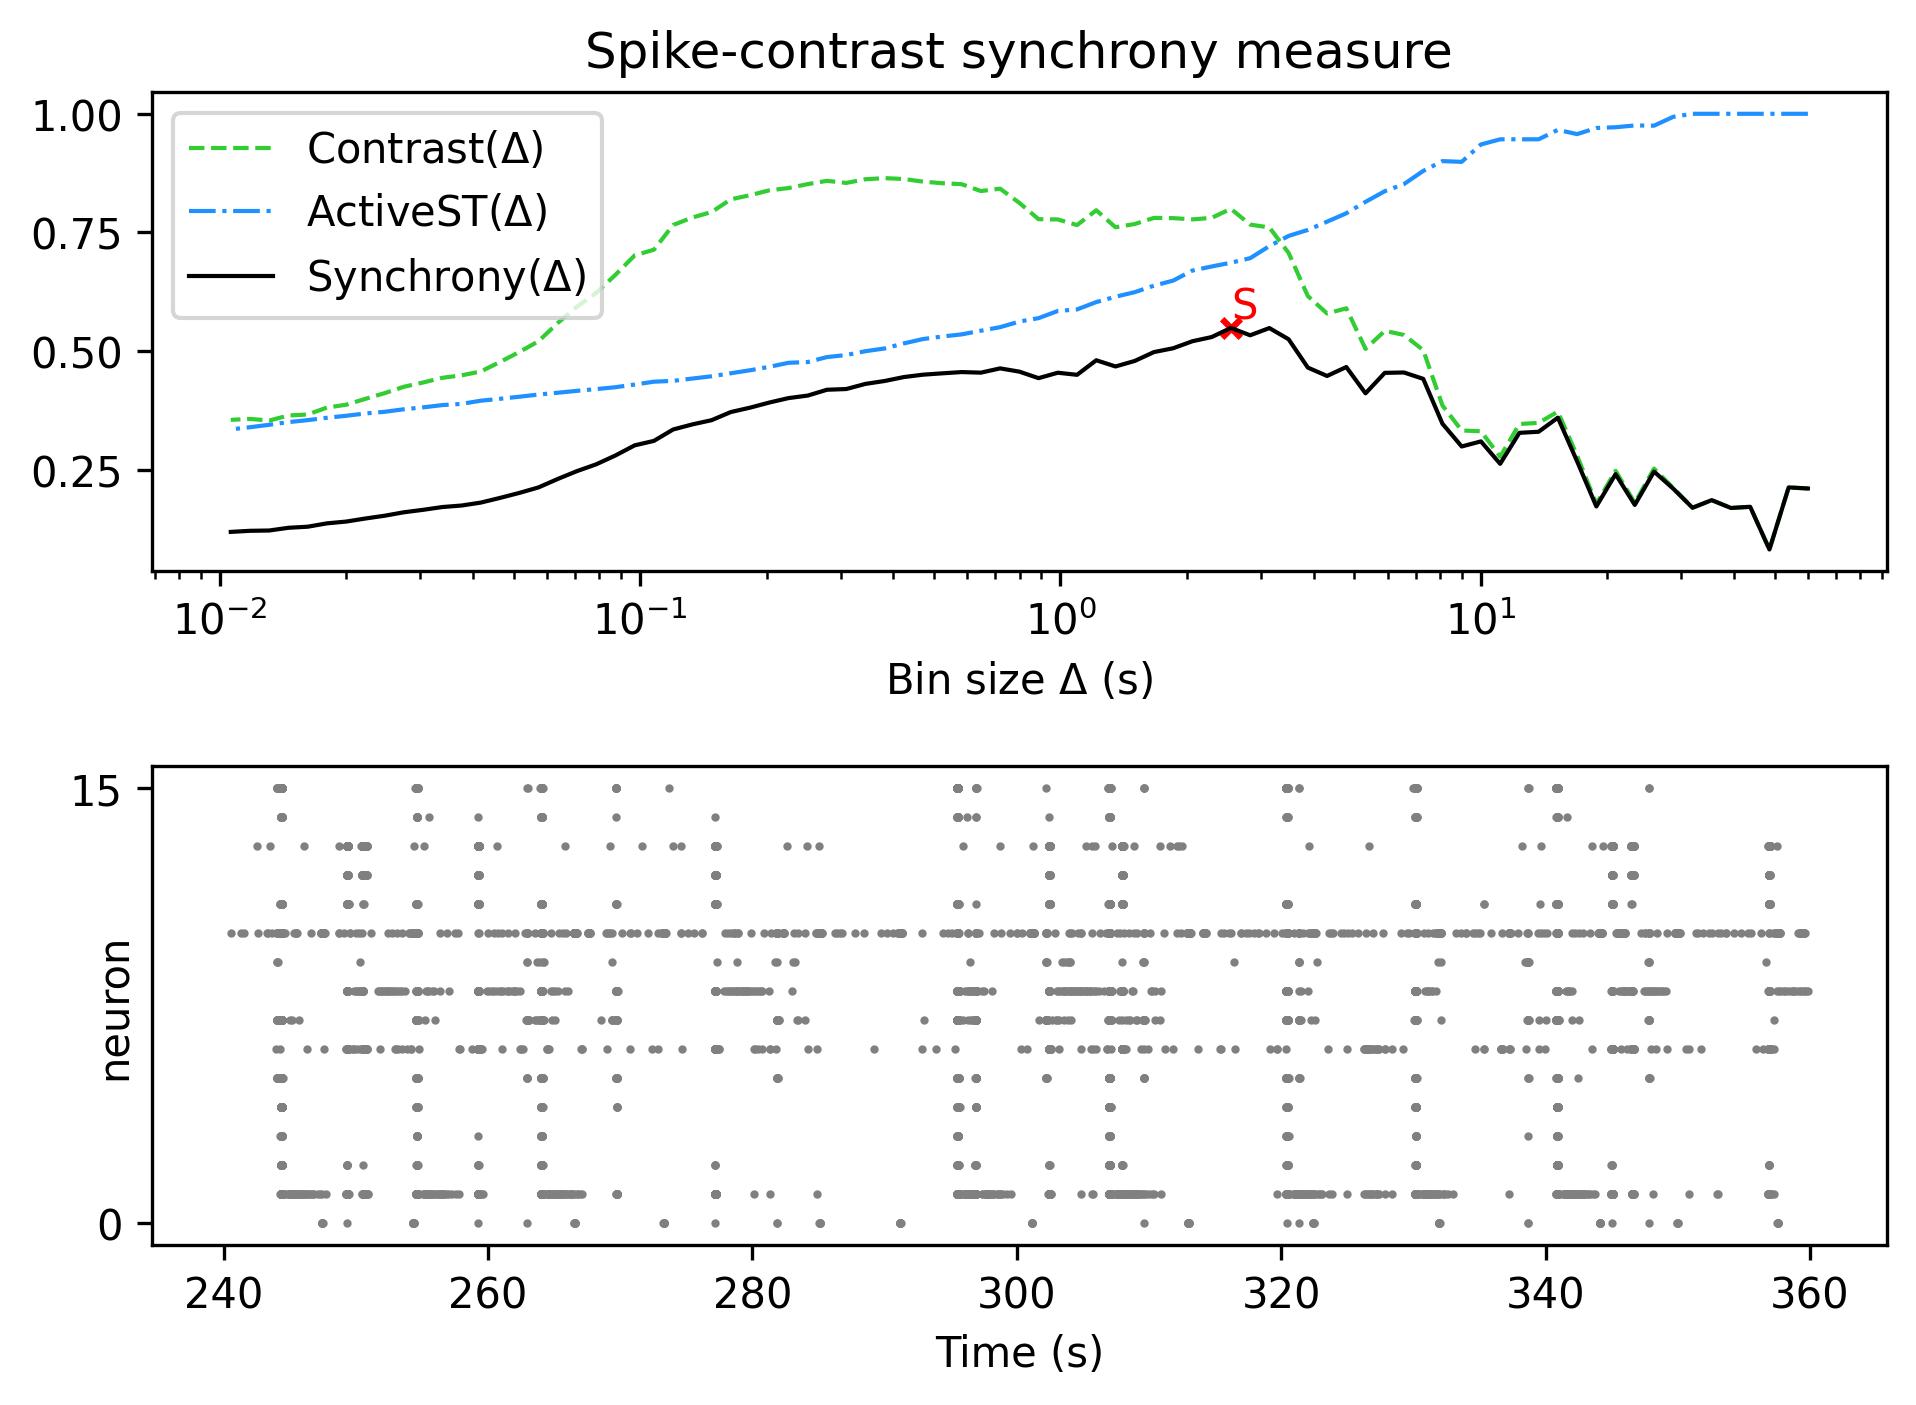 Spike-contrast synchrony measure
1.00
0.75
0.50
0.25
Contrast(Δ)
ActiveST(Δ)
Synchrony(Δ)
S
10⁻² 10⁻¹ 10⁰ 10¹
Bin size Δ (s)
15
0
neuron
240 260 280 300 320 340 360
Time (s)